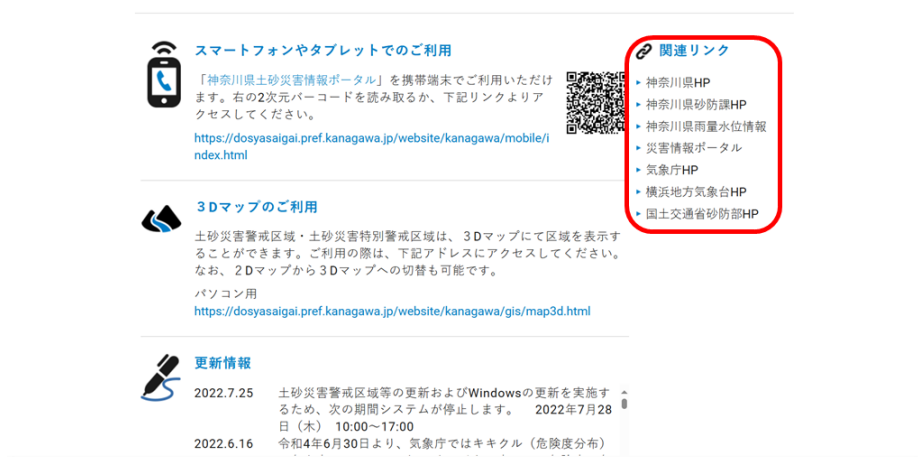 スマートフォンやタブレットでのご利用
「神奈川県土砂災害情報ポータル」を携帯端末でご利用いただけ
ます。右の2次元バーコードを読み取るか、下記リンクよりア
クセスしてください。
https://dosyasaigai.pref.kanagawa.jp/website/kanagawa/mobile/i
ndex.html
３Dマップのご利用
土砂災害警戒区域・土砂災害特別警戒区域は、３Dマップにて区域を表示す
ることができます。ご利用の際は、下記アドレスにアクセスしてください。
なお、２Dマップから３Dマップへの切替も可能です。
パソコン用
https://dosyasaigai.pref.kanagawa.jp/website/kanagawa/gis/map3d.html
更新情報
2022.7.25 土砂災害警戒区域等の更新およびWindowsの更新を実施す
るため、次の期間システムが停止します。 2022年7月28
日（木） 10:00～17:00
2022.6.16 令和4年6月30日より、気象庁ではキキクル（危険度分布）
関連リンク
神奈川県HP
神奈川県砂防課HP
神奈川県雨量水位情報
災害情報ポータル
気象庁HP
横浜地方気象台HP
国土交通省砂防部HP